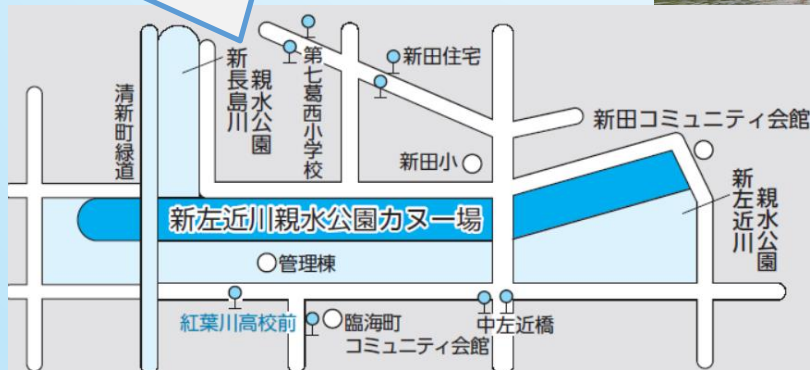 清新町緑道
新長島川
親水公園
第七葛西小学校
新田住宅
新田小
新田コミュニティ会館
新左近川
親水公園
新左近川親水公園カヌー場
管理棟
紅葉川高校前
臨海町
コミュニティ会館
中左近橋